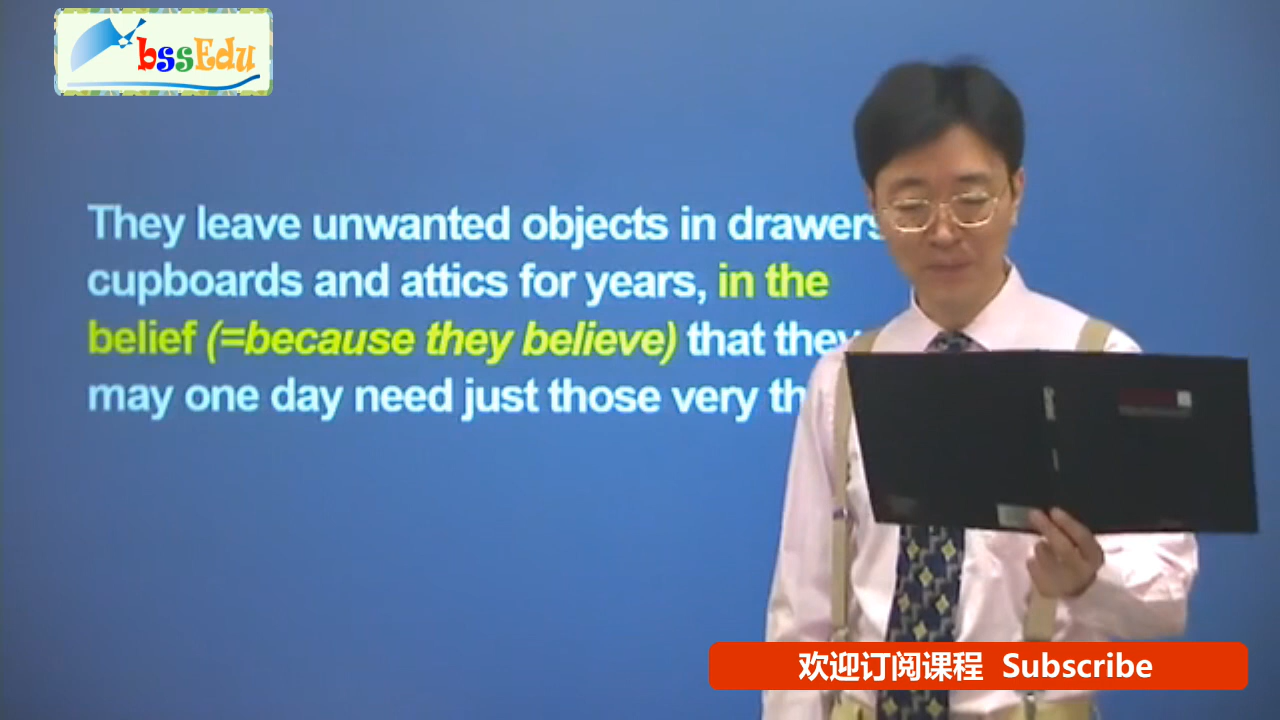 bssEdu
They leave unwanted objects in drawers
cupboards and attics for years, in the
belief (=because they believe) that they
may one day need just those very th
欢迎订阅课程 Subscribe